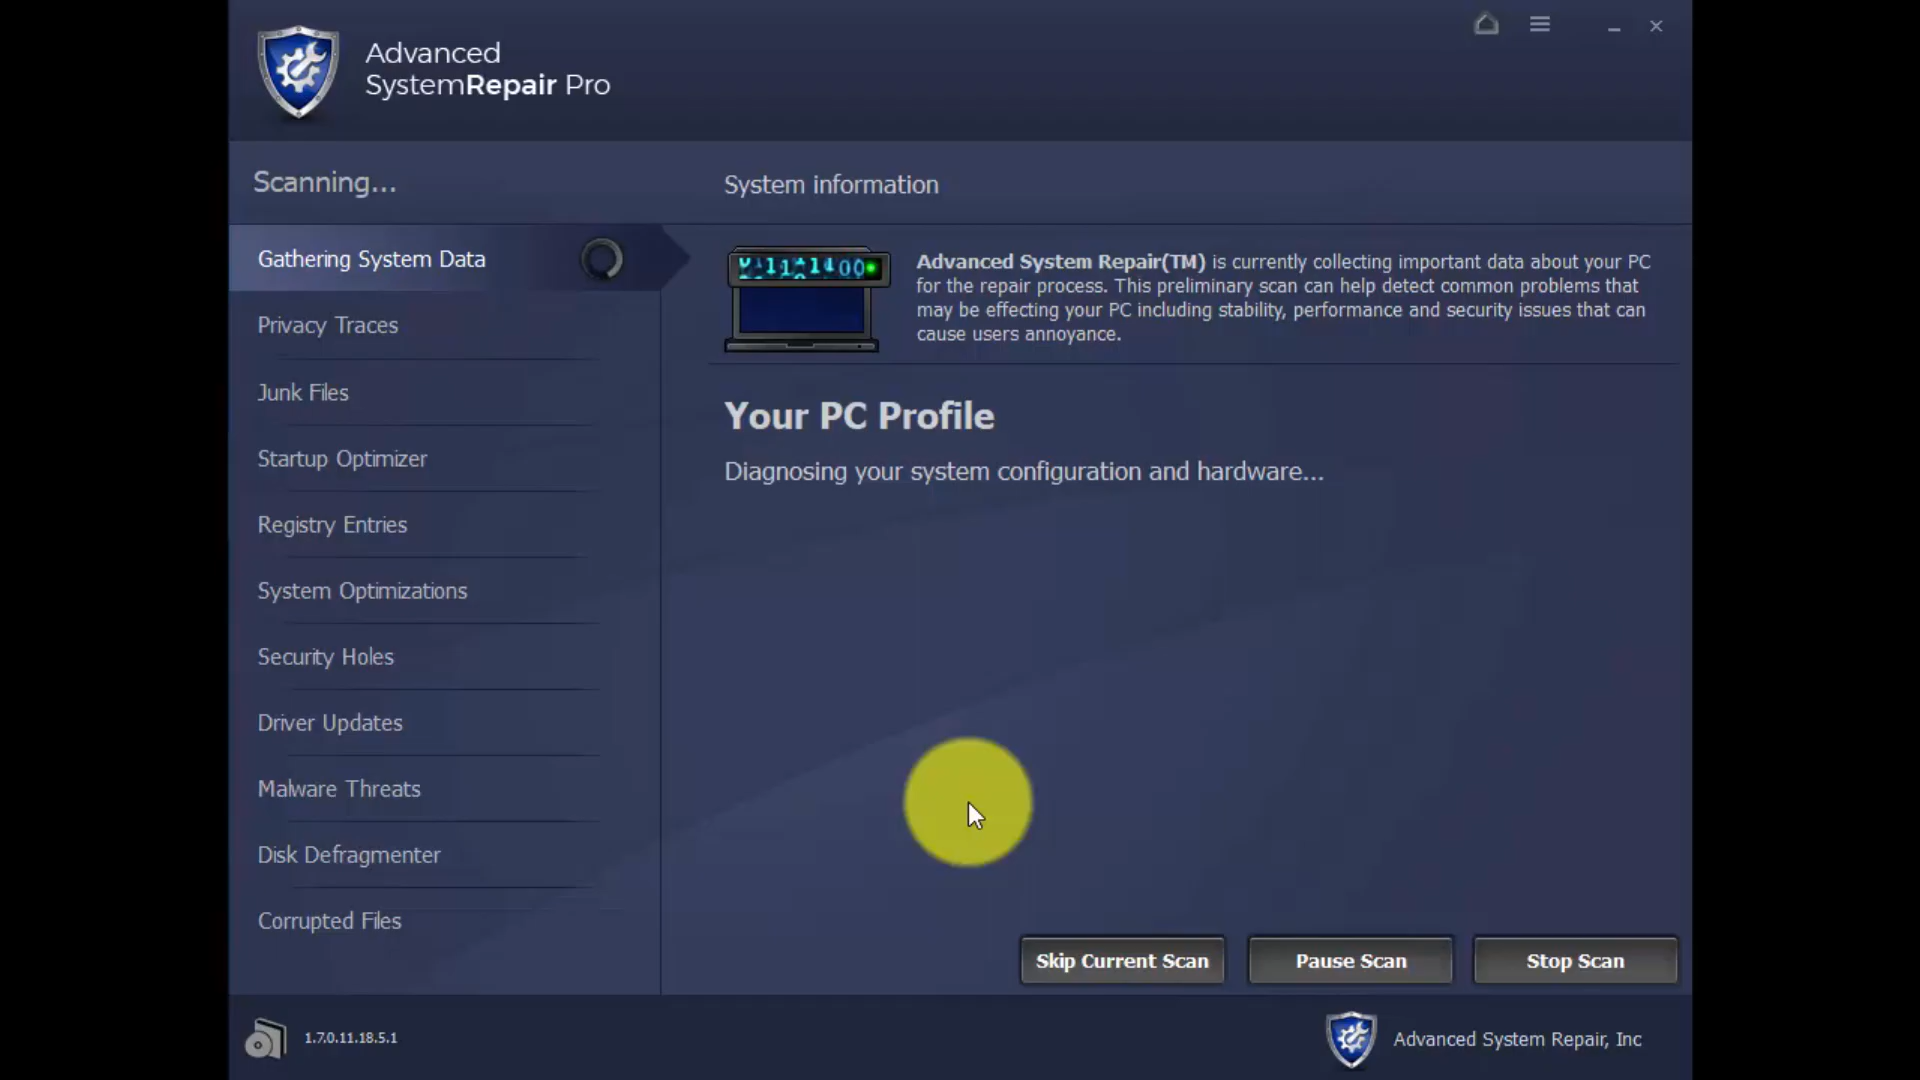 Advanced
SystemRepair Pro
Scanning...
System information
Gathering System Data
Privacy Traces
Junk Files
Startup Optimizer
Registry Entries
System Optimizations
Security Holes
Driver Updates
Malware Threats
Disk Defragmenter
Corrupted Files
Advanced System Repair(TM) is currently collecting important data about your PC
for the repair process. This preliminary scan can help detect common problems that
may be effecting your PC including stability, performance and security issues that can
cause users annoyance.
Your PC Profile
Diagnosing your system configuration and hardware...
Skip Current Scan
Pause Scan
Stop Scan
1.7.0.11.18.5.1
Advanced System Repair, Inc